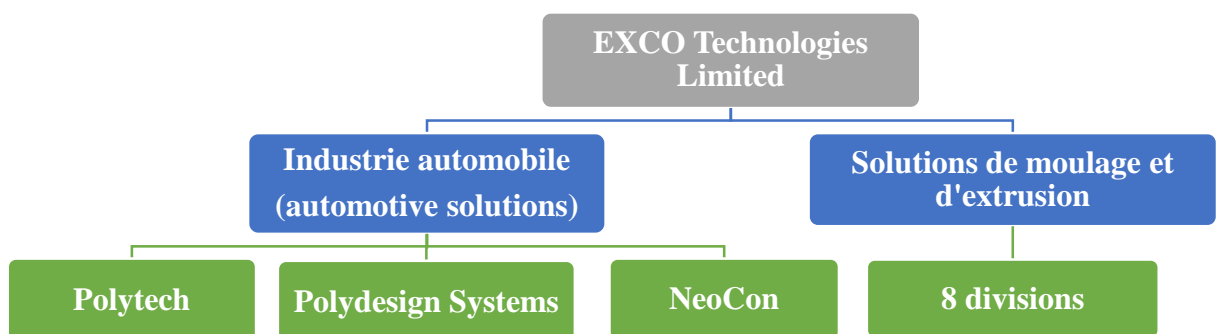 EXCO Technologies
Limited
Industrie automobile
(automotive solutions)
Solutions de moulage et
d'extrusion
Polytech
Polydesign Systems
NeoCon
8 divisions